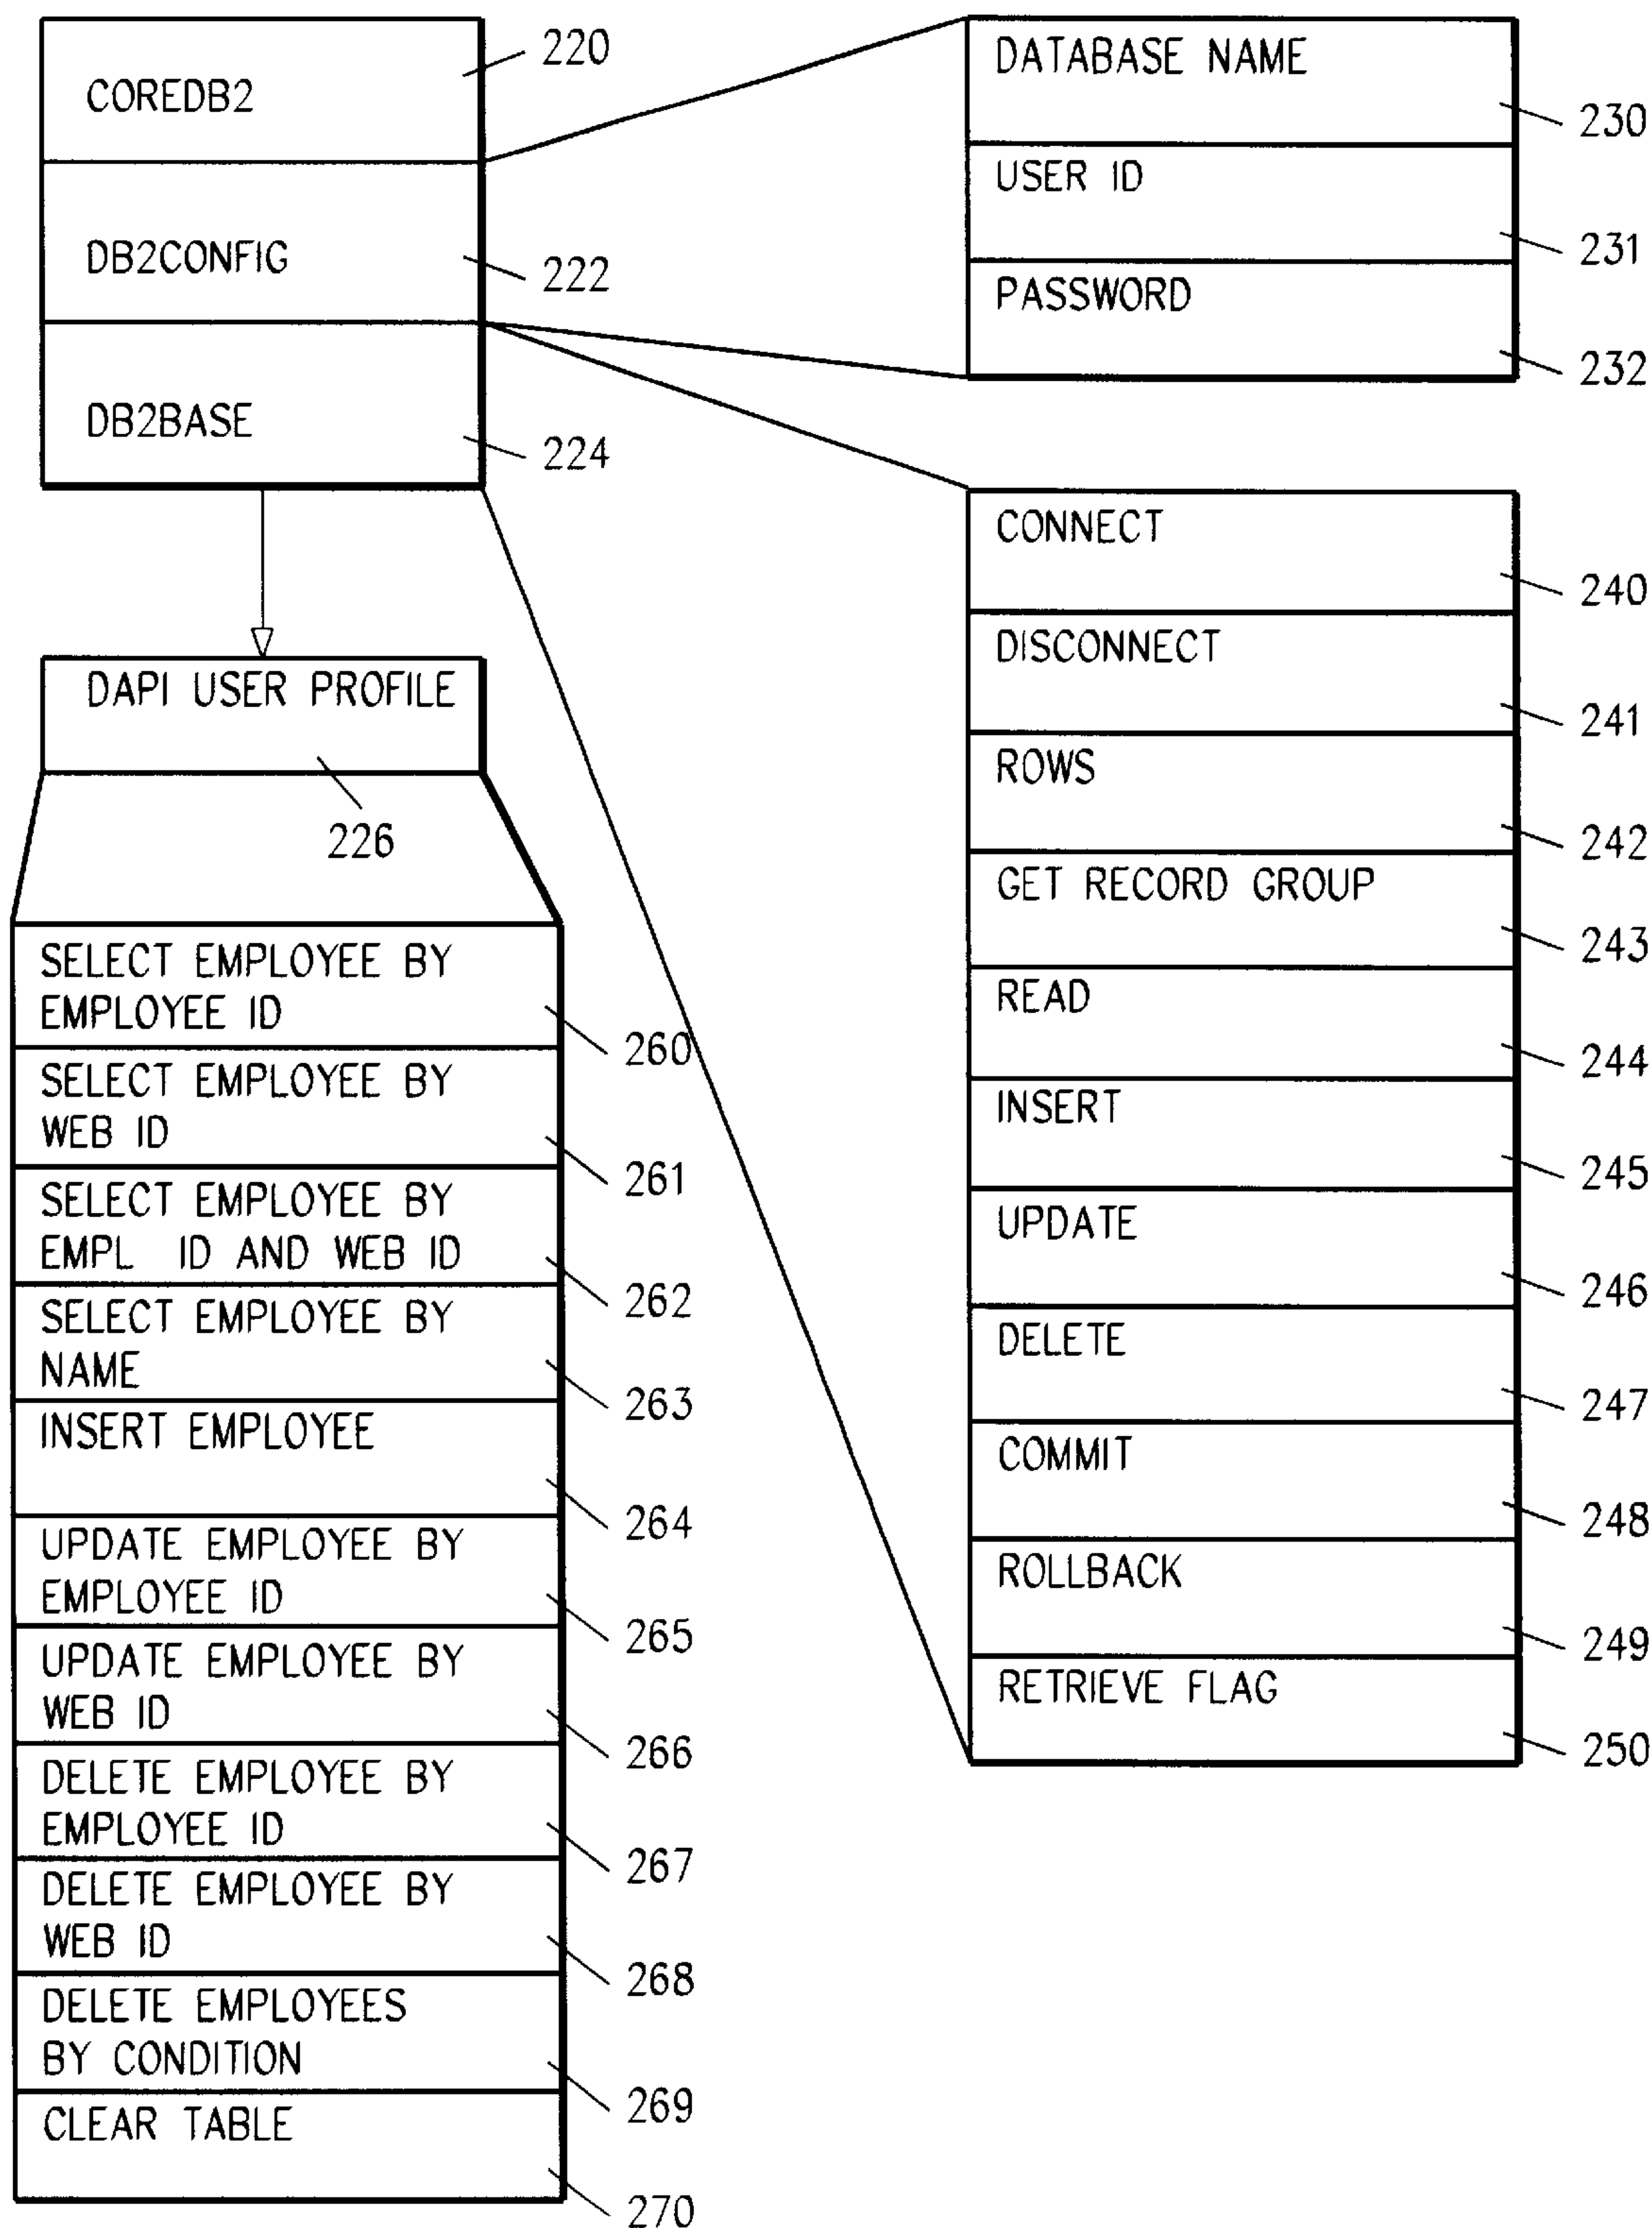 COREDB2
220
DB2CONFIG
222
DB2BASE
224
DATABASE NAME
230
USER ID
231
PASSWORD
232
CONNECT
240
DISCONNECT
241
ROWS
242
GET RECORD GROUP
243
READ
244
INSERT
245
UPDATE
246
DELETE
247
COMMIT
248
ROLLBACK
249
RETRIEVE FLAG
250
DAPI USER PROFILE
226
SELECT EMPLOYEE BY
EMPLOYEE ID
260
SELECT EMPLOYEE BY
WEB ID
261
SELECT EMPLOYEE BY
EMPL ID AND WEB ID
262
SELECT EMPLOYEE BY
NAME
263
INSERT EMPLOYEE
264
UPDATE EMPLOYEE BY
EMPLOYEE ID
265
UPDATE EMPLOYEE BY
WEB ID
266
DELETE EMPLOYEE BY
EMPLOYEE ID
267
DELETE EMPLOYEE BY
WEB ID
268
DELETE EMPLOYEES
BY CONDITION
269
CLEAR TABLE
270